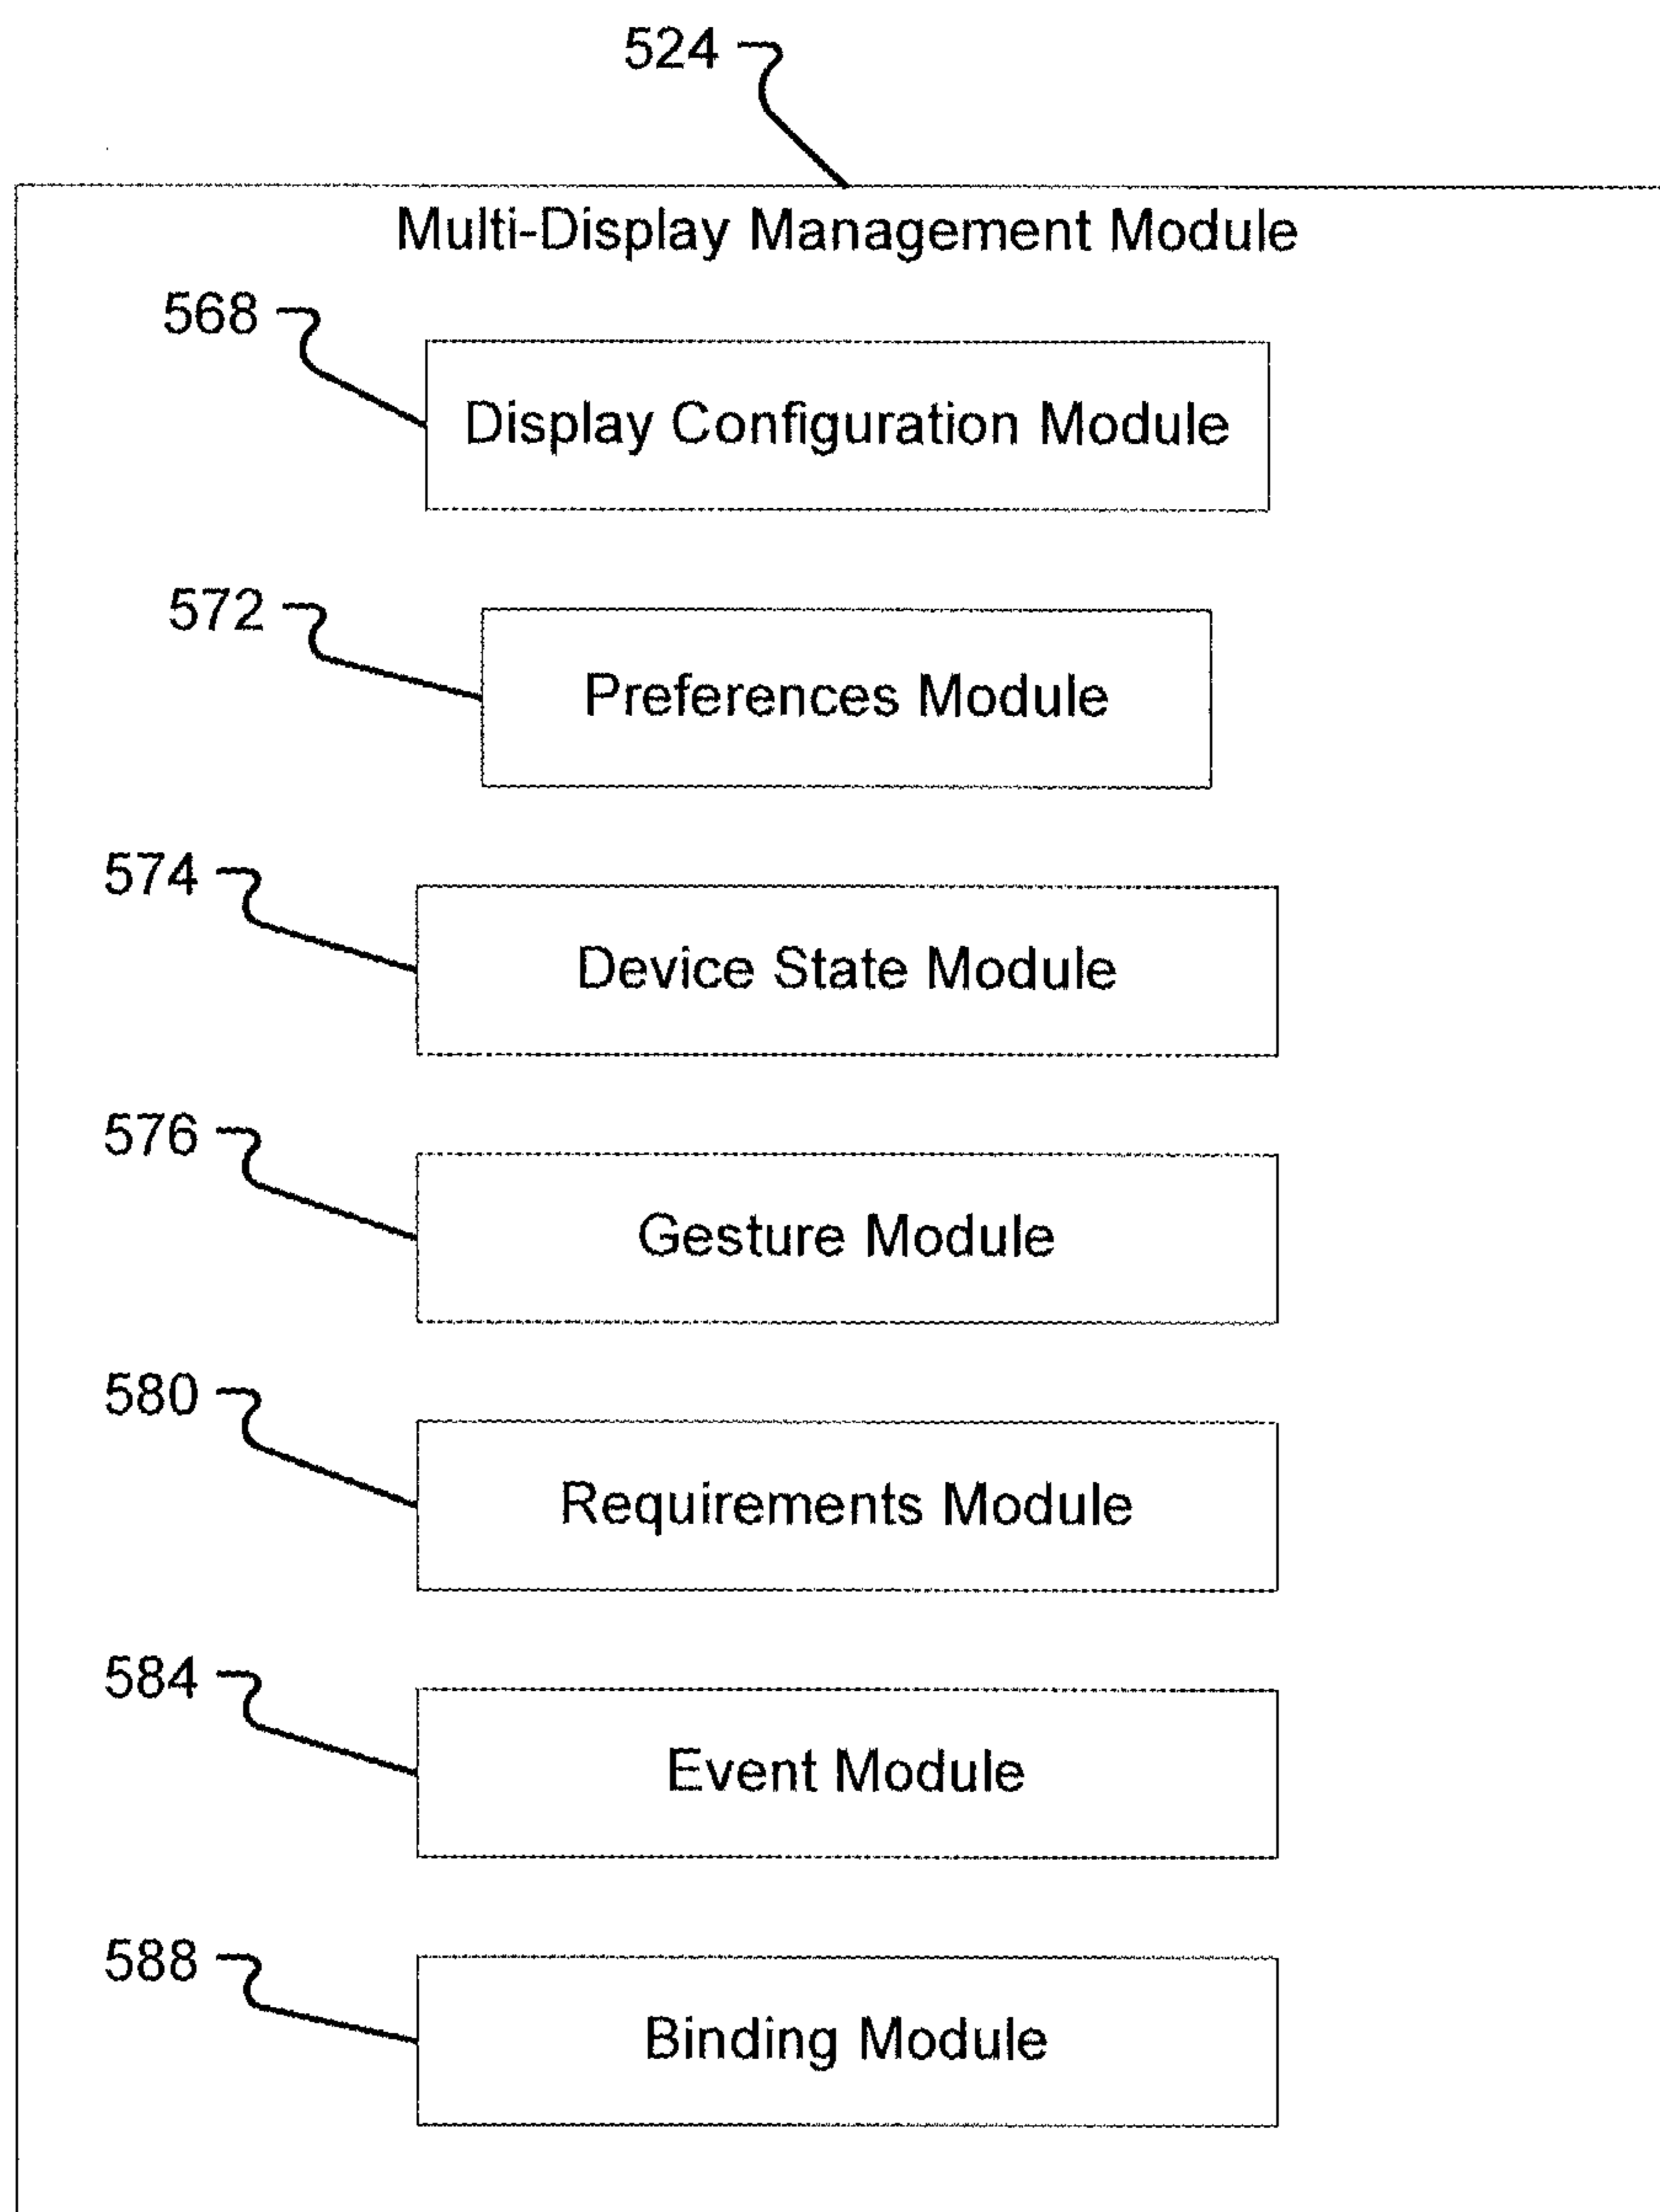 524
Multi-Display Management Module
568
Display Configuration Module
572
Preferences Module
574
Device State Module
576
Gesture Module
580
Requirements Module
584
Event Module
588
Binding Module